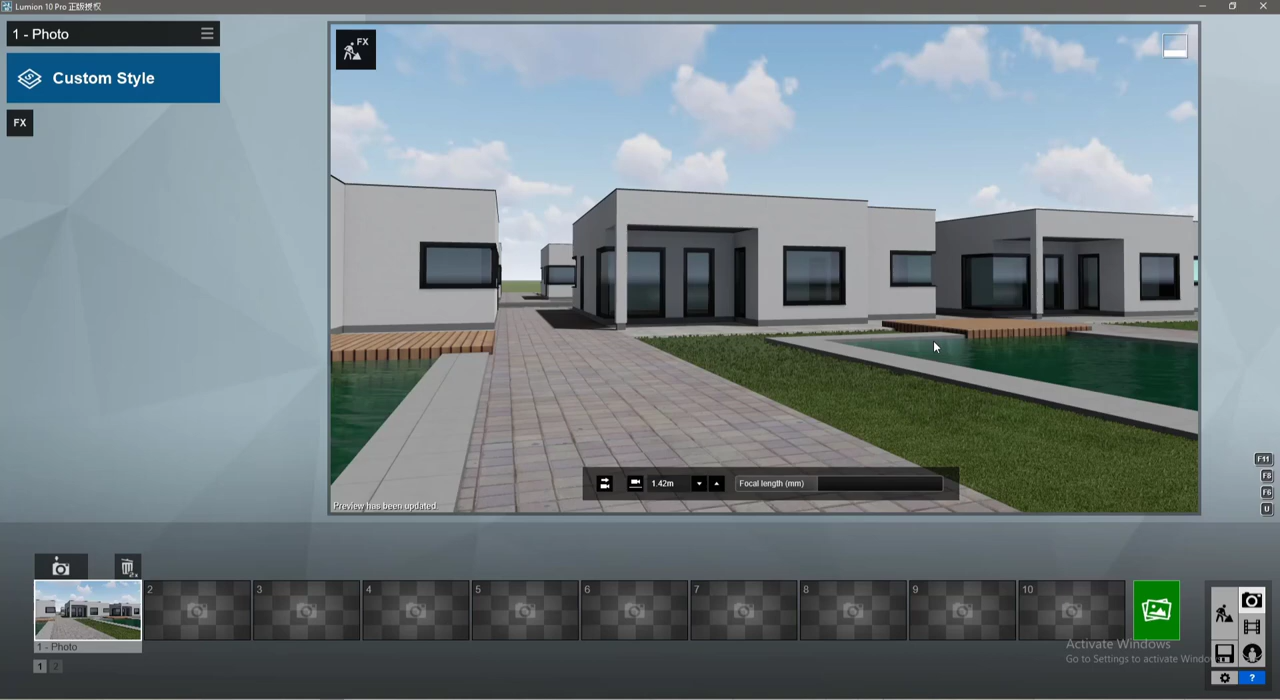 Lumion 10 Pro 正版授权
1 - Photo
Custom Style
FX
FX
1.42m
Focal length (mm)
Preview has been updated
F11
F8
F6
U
2
3
4
5
6
7
8
9
10
1 - Photo
1
2
Activate Windows
Go to Settings to activate Windo
?